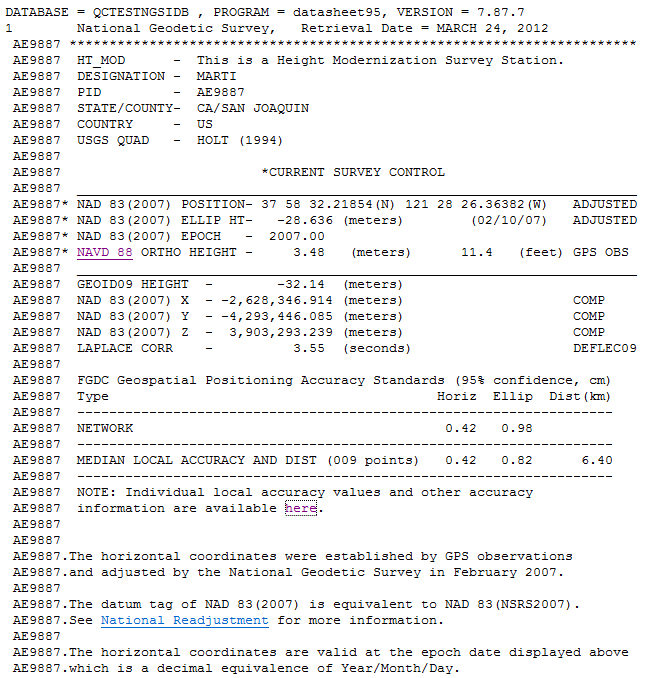 DATABASE = QCTESTNGSIDB , PROGRAM = datasheet95, VERSION = 7.87.7
1        National Geodetic Survey,   Retrieval Date = MARCH 24, 2012
 AE9887 ***********************************************************************
 AE9887  HT_MOD      -  This is a Height Modernization Survey Station.
 AE9887  DESIGNATION -  MARTI
 AE9887  PID         -  AE9887
 AE9887  STATE/COUNTY-  CA/SAN JOAQUIN
 AE9887  COUNTRY     -  US
 AE9887  USGS QUAD   -  HOLT (1994)
 AE9887
 AE9887                         *CURRENT SURVEY CONTROL
 AE9887  ______________________________________________________________________
 AE9887* NAD 83(2007) POSITION- 37 58 32.21854(N) 121 28 26.36382(W)   ADJUSTED
 AE9887* NAD 83(2007) ELLIP HT-   -28.636 (meters)        (02/10/07)   ADJUSTED
 AE9887* NAD 83(2007) EPOCH   -  2007.00
 AE9887* NAVD 88 ORTHO HEIGHT -     3.48   (meters)      11.4   (feet) GPS OBS
 AE9887  ______________________________________________________________________
 AE9887  GEOID09 HEIGHT  -        -32.14  (meters)
 AE9887  NAD 83(2007) X  - -2,628,346.914 (meters)                     COMP
 AE9887  NAD 83(2007) Y  - -4,293,446.085 (meters)                     COMP
 AE9887  NAD 83(2007) Z  -  3,903,293.239 (meters)                     COMP
 AE9887  LAPLACE CORR    -          3.55  (seconds)                    DEFLEC09
 AE9887
 AE9887  FGDC Geospatial Positioning Accuracy Standards (95% confidence, cm)
 AE9887  Type                                         Horiz  Ellip  Dist(km)
 AE9887  -------------------------------------------------------------------
 AE9887  NETWORK                                       0.42   0.98
 AE9887  -------------------------------------------------------------------
 AE9887  MEDIAN LOCAL ACCURACY AND DIST (009 points)   0.42   0.82      6.40
 AE9887  -------------------------------------------------------------------
 AE9887  NOTE: Individual local accuracy values and other accuracy
 AE9887  information are available here.
 AE9887
 AE9887
 AE9887.The horizontal coordinates were established by GPS observations
 AE9887.and adjusted by the National Geodetic Survey in February 2007.
 AE9887
 AE9887.The datum tag of NAD 83(2007) is equivalent to NAD 83(NSRS2007).
 AE9887.See National Readjustment for more information.
 AE9887
 AE9887.The horizontal coordinates are valid at the epoch date displayed above
 AE9887.which is a decimal equivalence of Year/Month/Day.